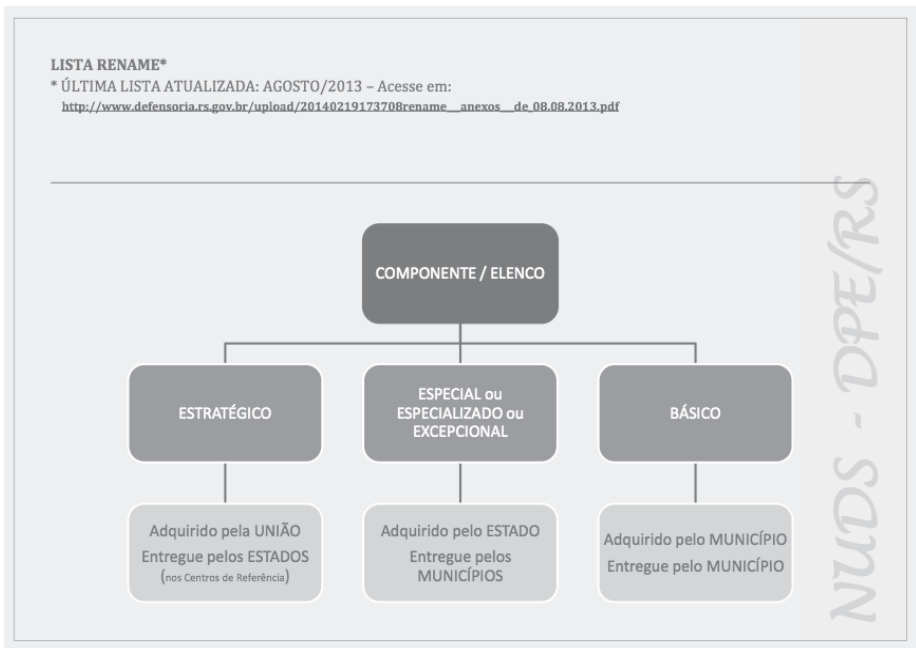 LISTA RENAME*
* ÚLTIMA LISTA ATUALIZADA: AGOSTO/2013 – Acesse em:
http://www.defensoria.rs.gov.br/upload/20140219173708rename__anexos__de_08.08.2013.pdf
COMPONENTE / ELENCO
ESTRATÉGICO
ESPECIAL ou
ESPECIALIZADO ou
EXCEPCIONAL
BÁSICO
Adquirido pela UNIÃO
Entregue pelos ESTADOS
(nos Centros de Referência)
Adquirido pelo ESTADO
Entregue pelos
MUNICÍPIOS
Adquirido pelo MUNICÍPIO
Entregue pelo MUNICÍPIO
NUDS - DPE/RS